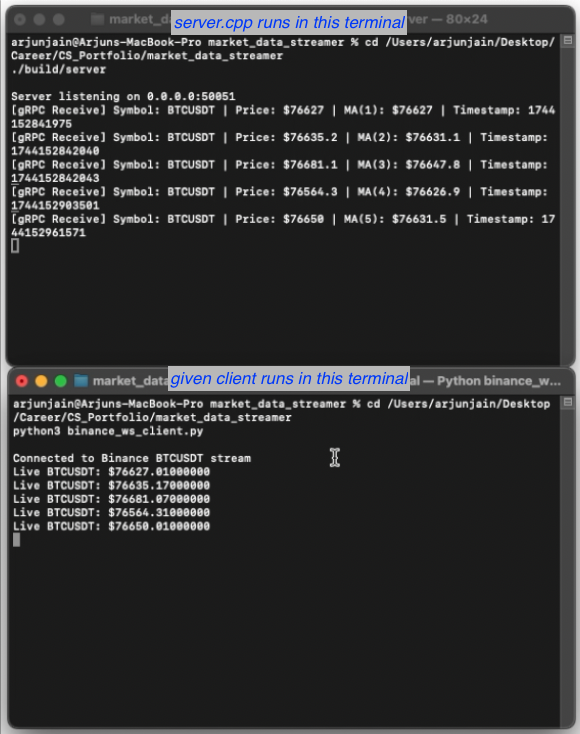 market_da
server.cpp runs in this terminal
rver — 80×24
arjunjain@Arjuns-MacBook-Pro market_data_streamer % cd /Users/arjunjain/Desktop/
Career/CS_Portfolio/market_data_streamer
./build/server
Server listening on 0.0.0.0:50051
[gRPC Receive] Symbol: BTCUSDT | Price: $76627 | MA(1): $76627 | Timestamp: 1744
152841975
[gRPC Receive] Symbol: BTCUSDT | Price: $76635.2 | MA(2): $76631.1 | Timestamp:
1744152842040
[gRPC Receive] Symbol: BTCUSDT | Price: $76681.1 | MA(3): $76647.8 | Timestamp:
1744152842043
[gRPC Receive] Symbol: BTCUSDT | Price: $76564.3 | MA(4): $76626.9 | Timestamp:
1744152903501
[gRPC Receive] Symbol: BTCUSDT | Price: $76650 | MA(5): $76631.5 | Timestamp: 17
44152961571
market_data
given client runs in this terminal
al — Python binance_w...
arjunjain@Arjuns-MacBook-Pro market_data_streamer % cd /Users/arjunjain/Desktop
/Career/CS_Portfolio/market_data_streamer
python3 binance_ws_client.py
Connected to Binance BTCUSDT stream
Live BTCUSDT: $76627.01000000
Live BTCUSDT: $76635.17000000
Live BTCUSDT: $76681.07000000
Live BTCUSDT: $76564.31000000
Live BTCUSDT: $76650.01000000